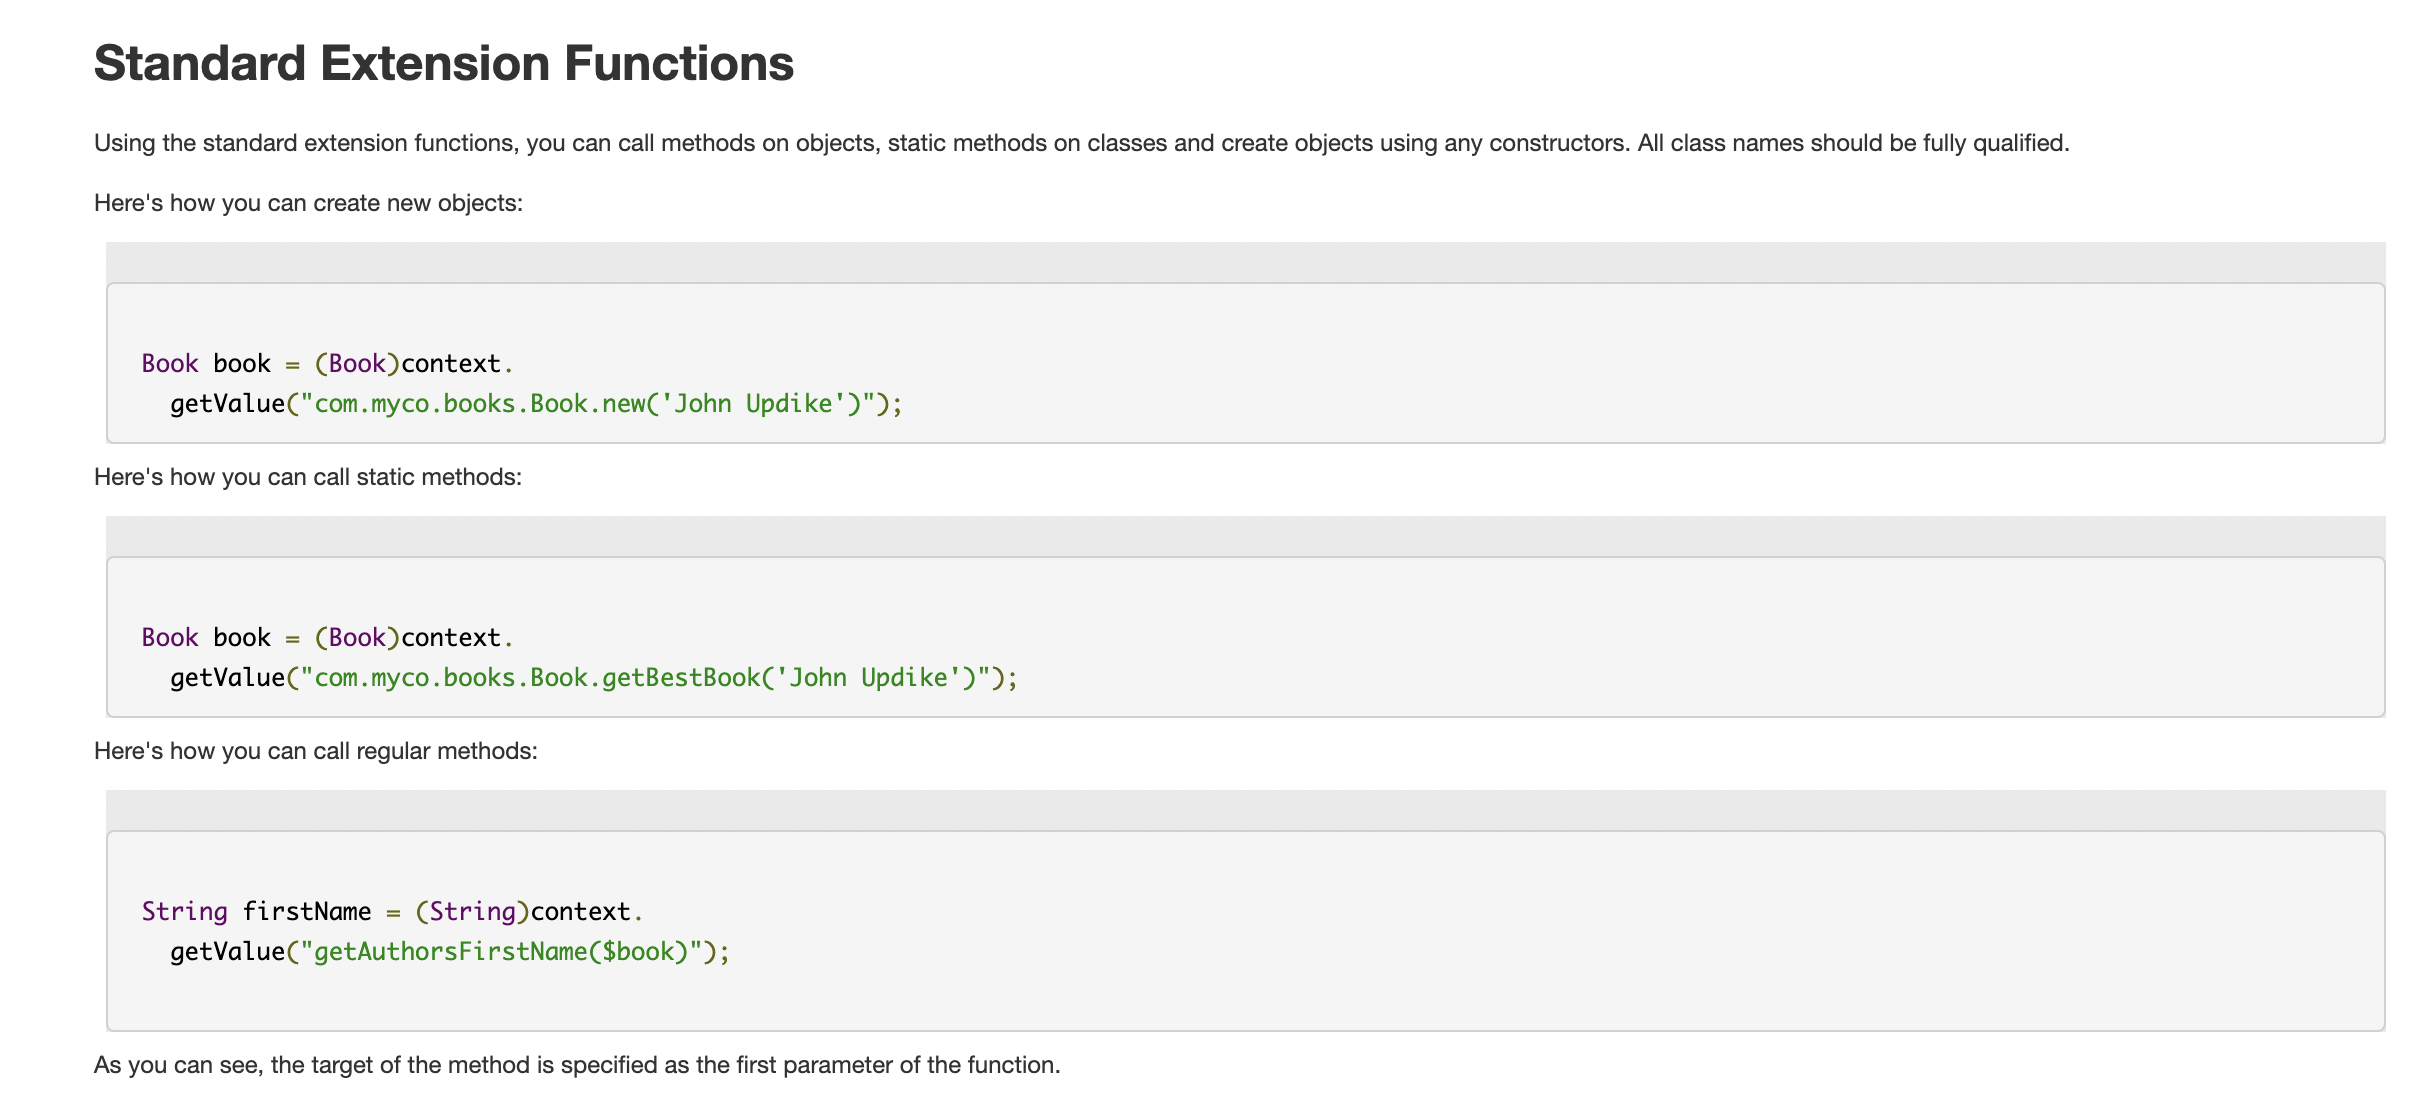 Standard Extension Functions
Using the standard extension functions, you can call methods on objects, static methods on classes and create objects using any constructors. All class names should be fully qualified.
Here's how you can create new objects:
Book book = (Book)context.
  getValue("com.myco.books.Book.new('John Updike')");
Here's how you can call static methods:
Book book = (Book)context.
  getValue("com.myco.books.Book.getBestBook('John Updike')");
Here's how you can call regular methods:
String firstName = (String)context.
  getValue("getAuthorsFirstName($book)");
As you can see, the target of the method is specified as the first parameter of the function.